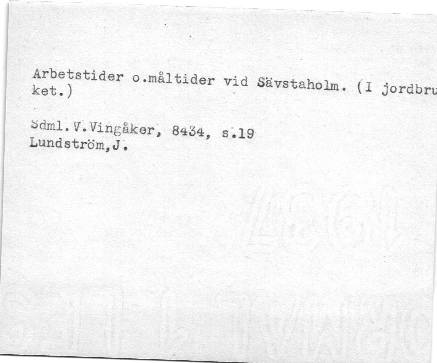 Arbetstider o.måltider vid Sävstaholm. (I jordbru
ket.)
Sdml. V.Vingåker, 8434, s.19
Lundström,J.